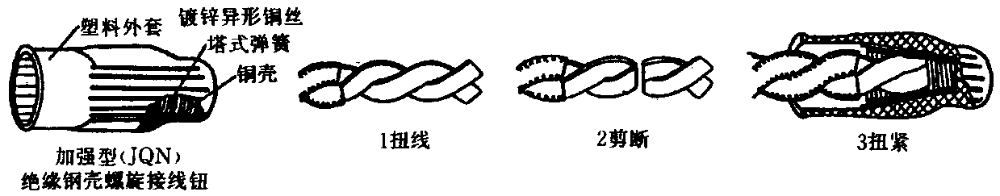 塑料外套
镀锌异形铜丝
塔式弹簧
铜壳
加强型(JQN)
绝缘钢壳螺旋接线钮
1扭线
2剪断
3扭紧